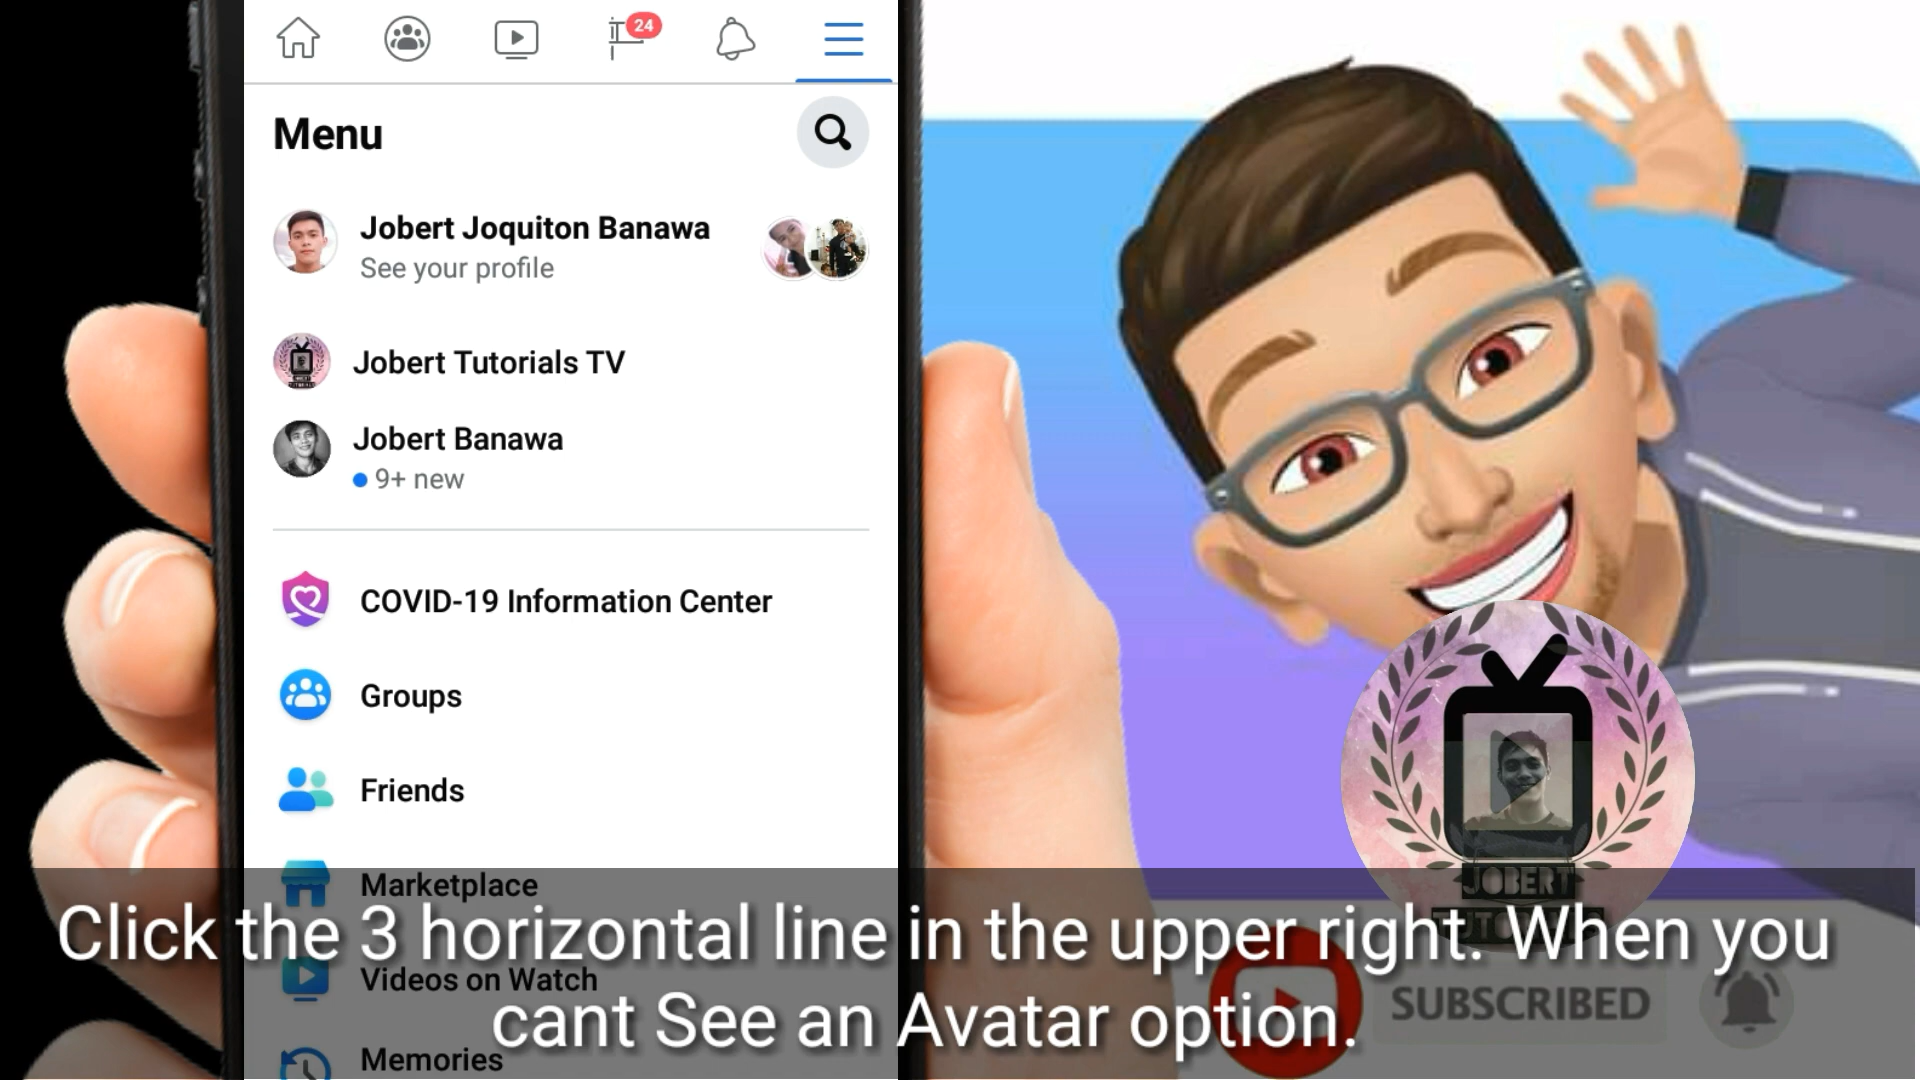 24
Menu
Jobert Joquiton Banawa
See your profile
Jobert Tutorials TV
Jobert Banawa
9+ new
COVID-19 Information Center
Groups
Friends
Marketplace
Videos on Watch
Memories
JOBERT
SUBSCRIBED
Click the 3 horizontal line in the upper right. When you
cant See an Avatar option.